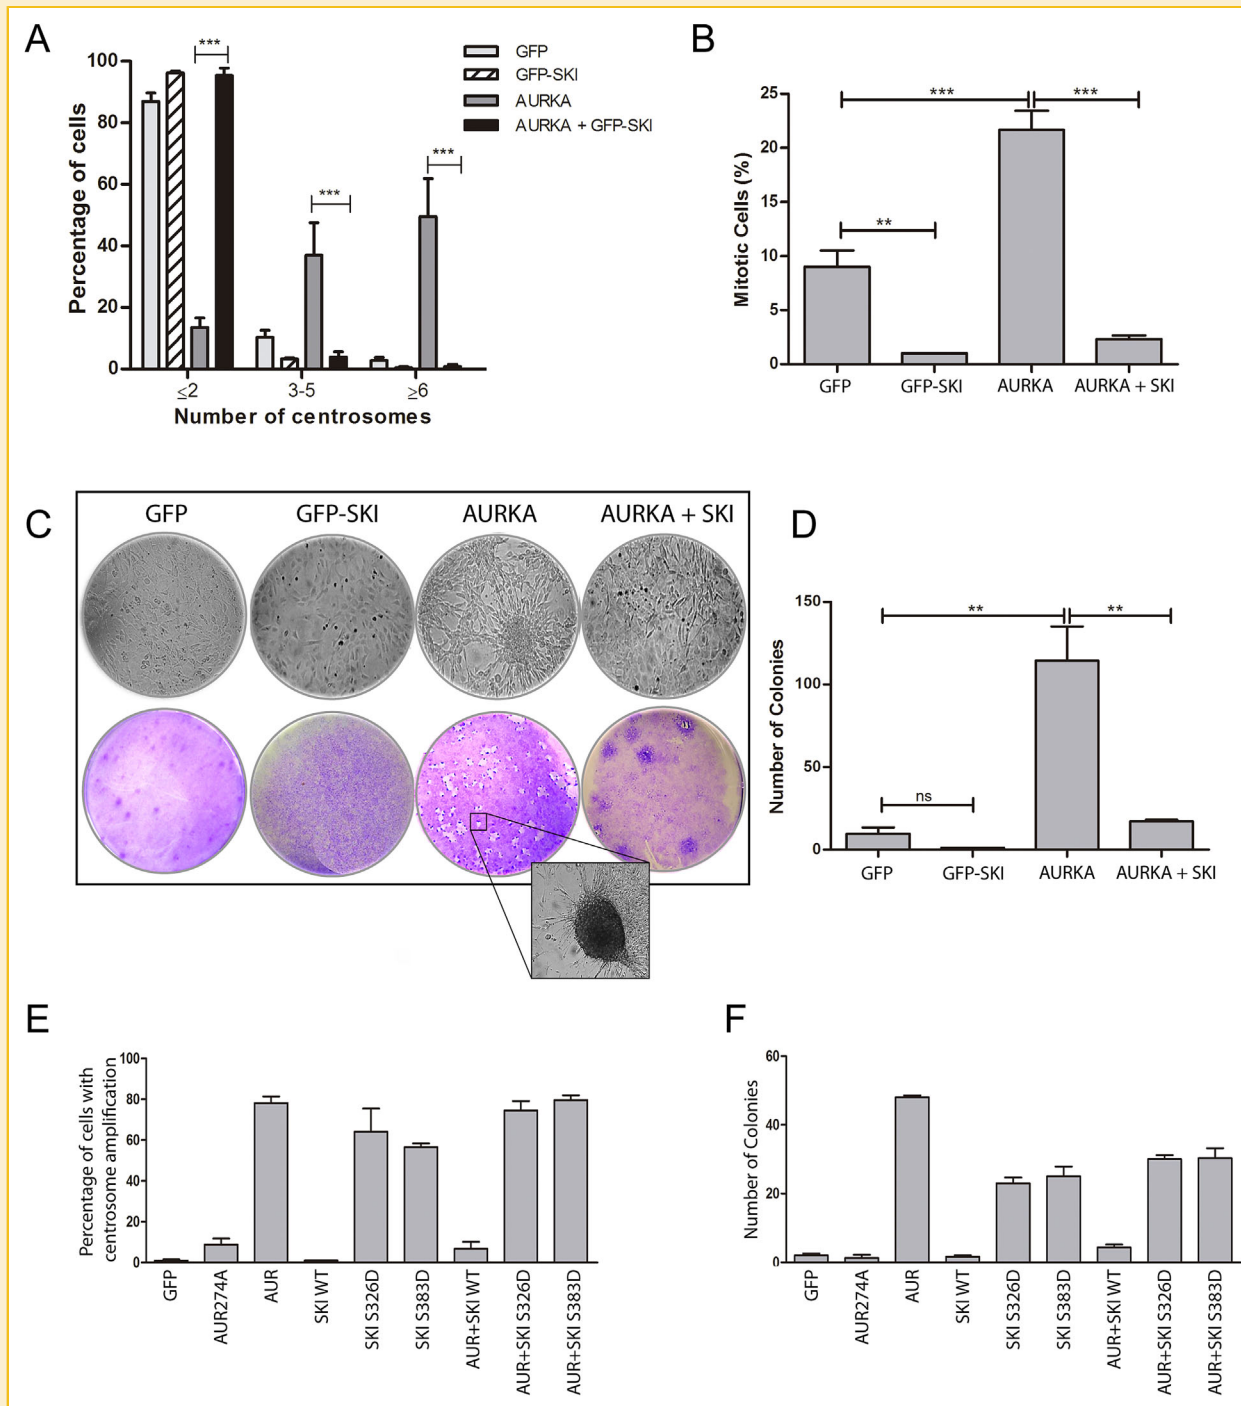 A
***
***
***
GFP
GFP-SKI
AURKA
AURKA + GFP-SKI
Percentage of cells
100
80
60
40
20
0
≤2
3-5
≥6
Number of centrosomes
B
***
***
**
Mitotic Cells (%)
25
20
15
10
5
0
GFP
GFP-SKI
AURKA
AURKA + SKI
C
GFP
GFP-SKI
AURKA
AURKA + SKI
D
**
**
ns
Number of Colonies
150
100
50
0
GFP
GFP-SKI
AURKA
AURKA + SKI
E
Percentage of cells with
centrosome amplification
100
80
60
40
20
0
GFP
AUR274A
AUR
SKI WT
SKI S326D
SKI S383D
AUR+SKI WT
AUR+SKI S326D
AUR+SKI S383D
F
Number of Colonies
60
40
20
0
GFP
AUR274A
AUR
SKI WT
SKI S326D
SKI S383D
AUR+SKI WT
AUR+SKI S326D
AUR+SKI S383D